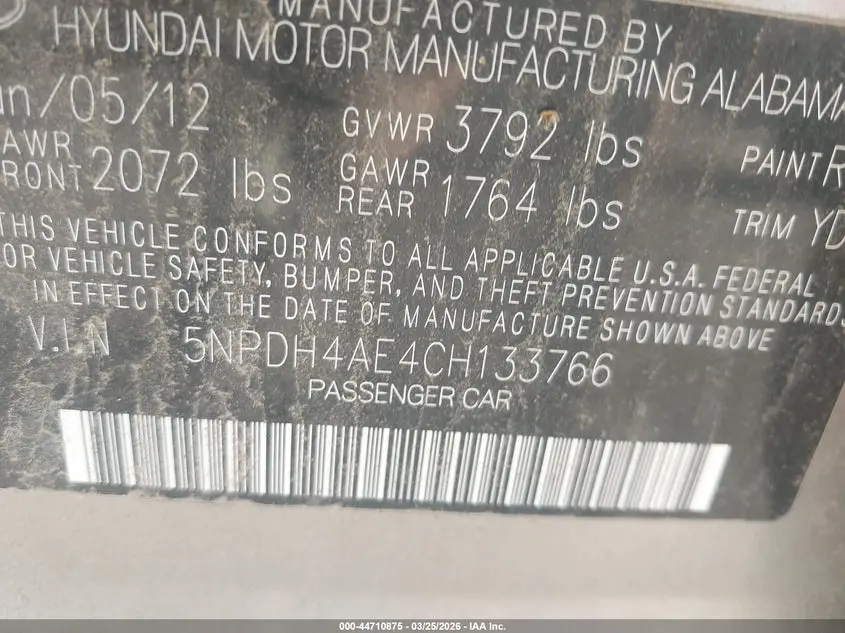 MANUFACTURED BY
HYUNDAI MOTOR MANUFACTURING ALABAMA
/05/12 GVWR 3792 lbs PAINT
2072 lbs GAWR REAR 1764 lbs TRIM YD
THIS VEHICLE CONFORMS TO ALL APPLICABLE U.S.A. FEDERAL
OR VEHICLE SAFETY, BUMPER, AND THEFT PREVENTION STANDARDS
IN EFFECT ON THE DATE OF MANUFACTURE SHOWN ABOVE
V.I.N 5NPDH4AE4CH133766
PASSENGER CAR
000-44710875 - 03/25/2026 - IAA Inc.